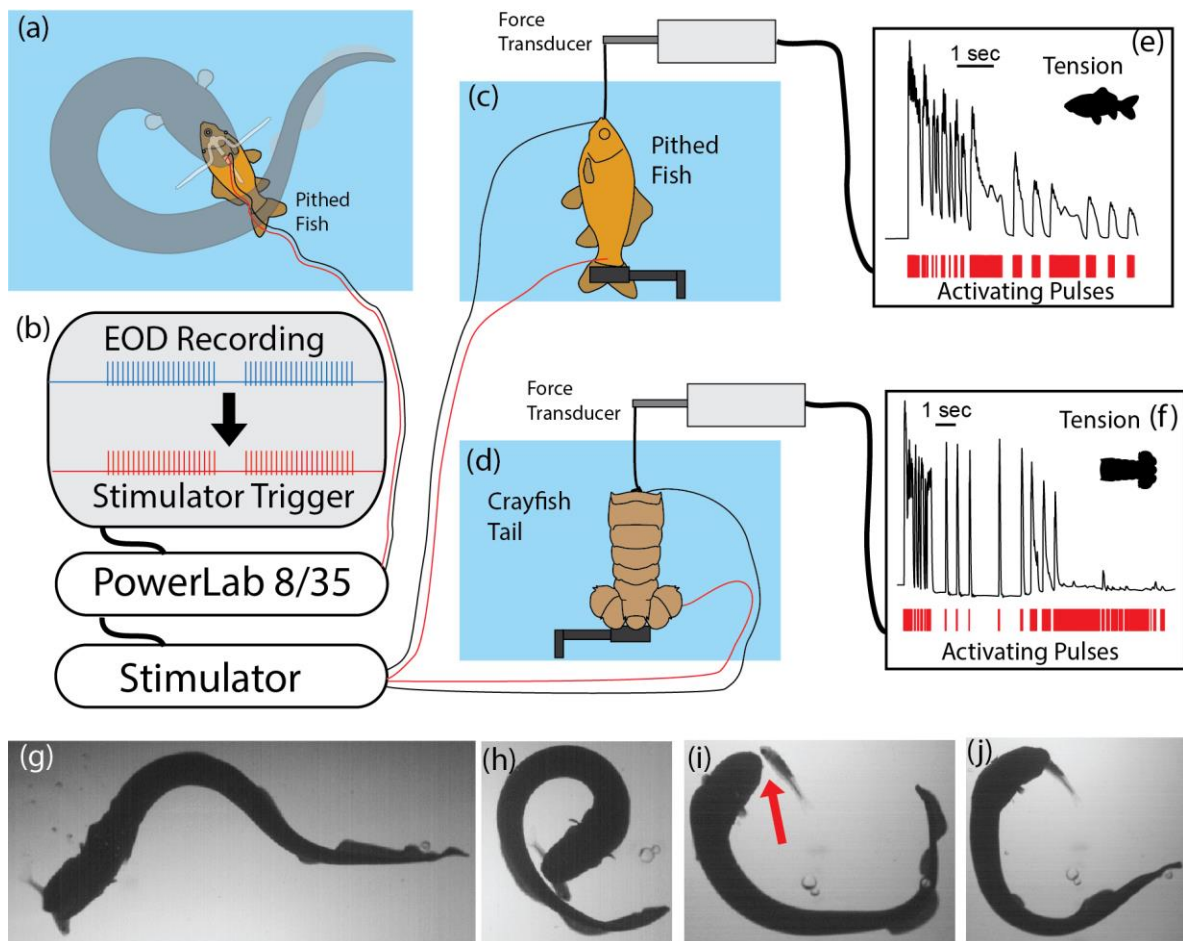 (a)
Pithed
Fish
(b)
EOD Recording
Stimulator Trigger
PowerLab 8/35
Stimulator
Force
Transducer
(c)
Pithed
Fish
Force
Transducer
(d)
Crayfish
Tail
(e)
1 sec
Tension
Activating Pulses
1 sec
Tension
(f)
Activating Pulses
(g)
(h)
(i)
(j)